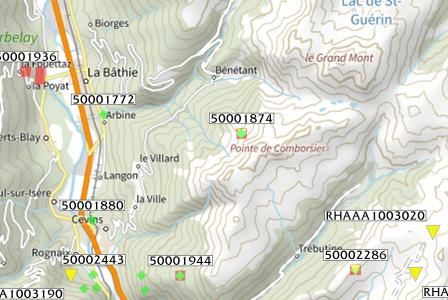 Biorges
Lac de St-
Guérin
rbelay
50001936
la Fouettaz
la Poyat
La Bâthie
Bénétant
le Grand Mont
50001772
Arbine
50001874
erts-Blay
Pointe de Comborsier
le Villard
Langon
ul-sur-Isère
la Ville
50001880
RHAAA1003020
Cevins
Rognaix
Trébutine
50002443
50001944
50002286
A1003190
RHA